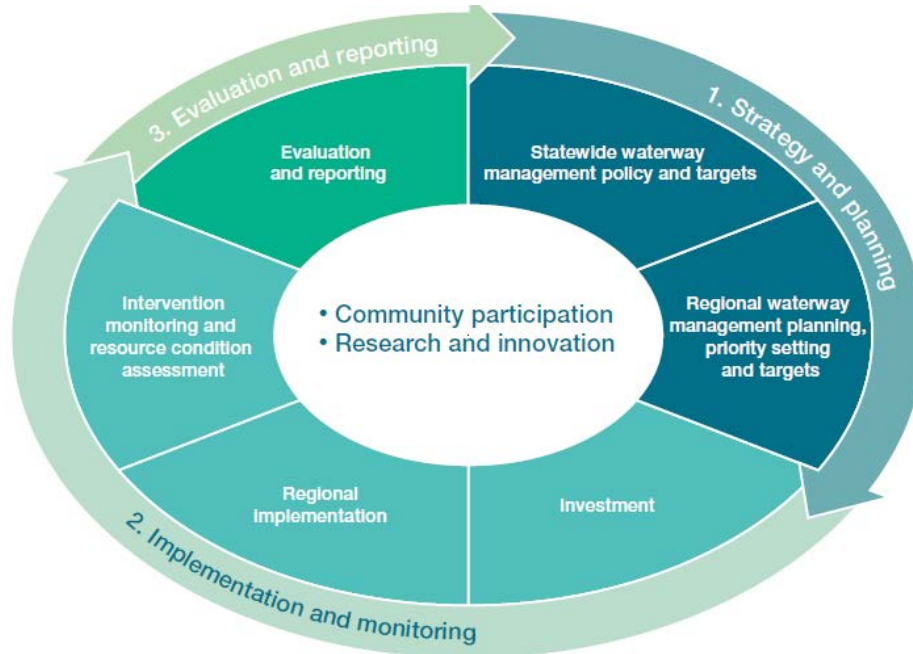 3. Evaluation and reporting
1. Strategy and planning
Evaluation
and reporting
Statewide waterway
management policy and targets
Intervention
monitoring and
resource condition
assessment
• Community participation
• Research and innovation
Regional waterway
management planning,
priority setting
and targets
Regional
implementation
Investment
2. Implementation and monitoring